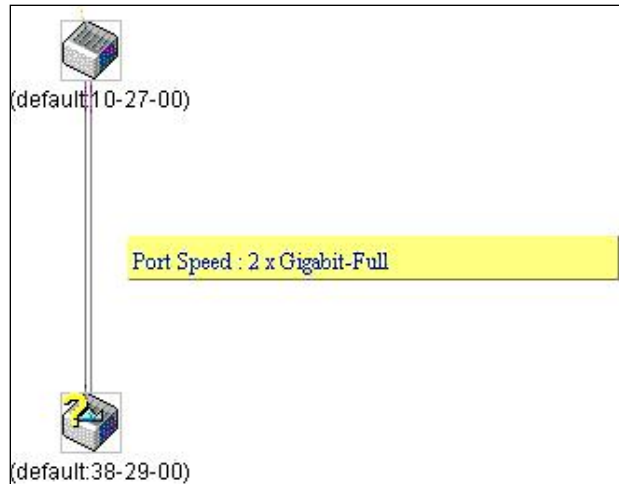 (default:10-27-00)
Port Speed : 2 x Gigabit-Full
?
(default:38-29-00)